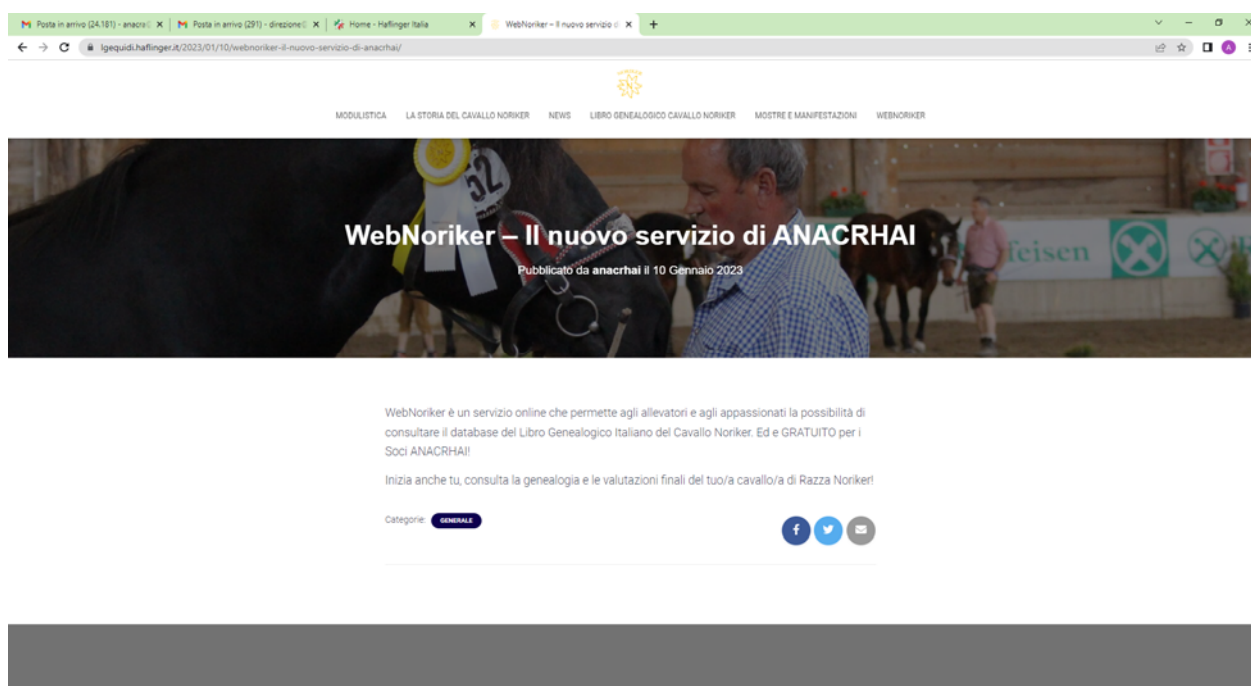 Posta in arrivo (24.181) - anacra
Posta in arrivo (291) - direzione
Home - Haflinger Italia
WebNoriker – Il nuovo servizio di
lgequidi.haflinger.it/2023/01/10/webnoriker-il-nuovo-servizio-di-anacrhai/
A
MODULISTICA LA STORIA DEL CAVALLO NORIKER NEWS LIBRO GENEALOGICO CAVALLO NORIKER MOSTRE E MANIFESTAZIONI WEBNORIKER
52
feisen
WebNoriker – Il nuovo servizio di ANACRHAI
Pubblicato da anacrhai il 10 Gennaio 2023
WebNoriker è un servizio online che permette agli allevatori e agli appassionati la possibilità di
consultare il database del Libro Genealogico Italiano del Cavallo Noriker. Ed e GRATUITO per i
Soci ANACRHAI!
Inizia anche tu, consulta la genealogia e le valutazioni finali del tuo/a cavallo/a di Razza Noriker!
Categorie: GENERALE